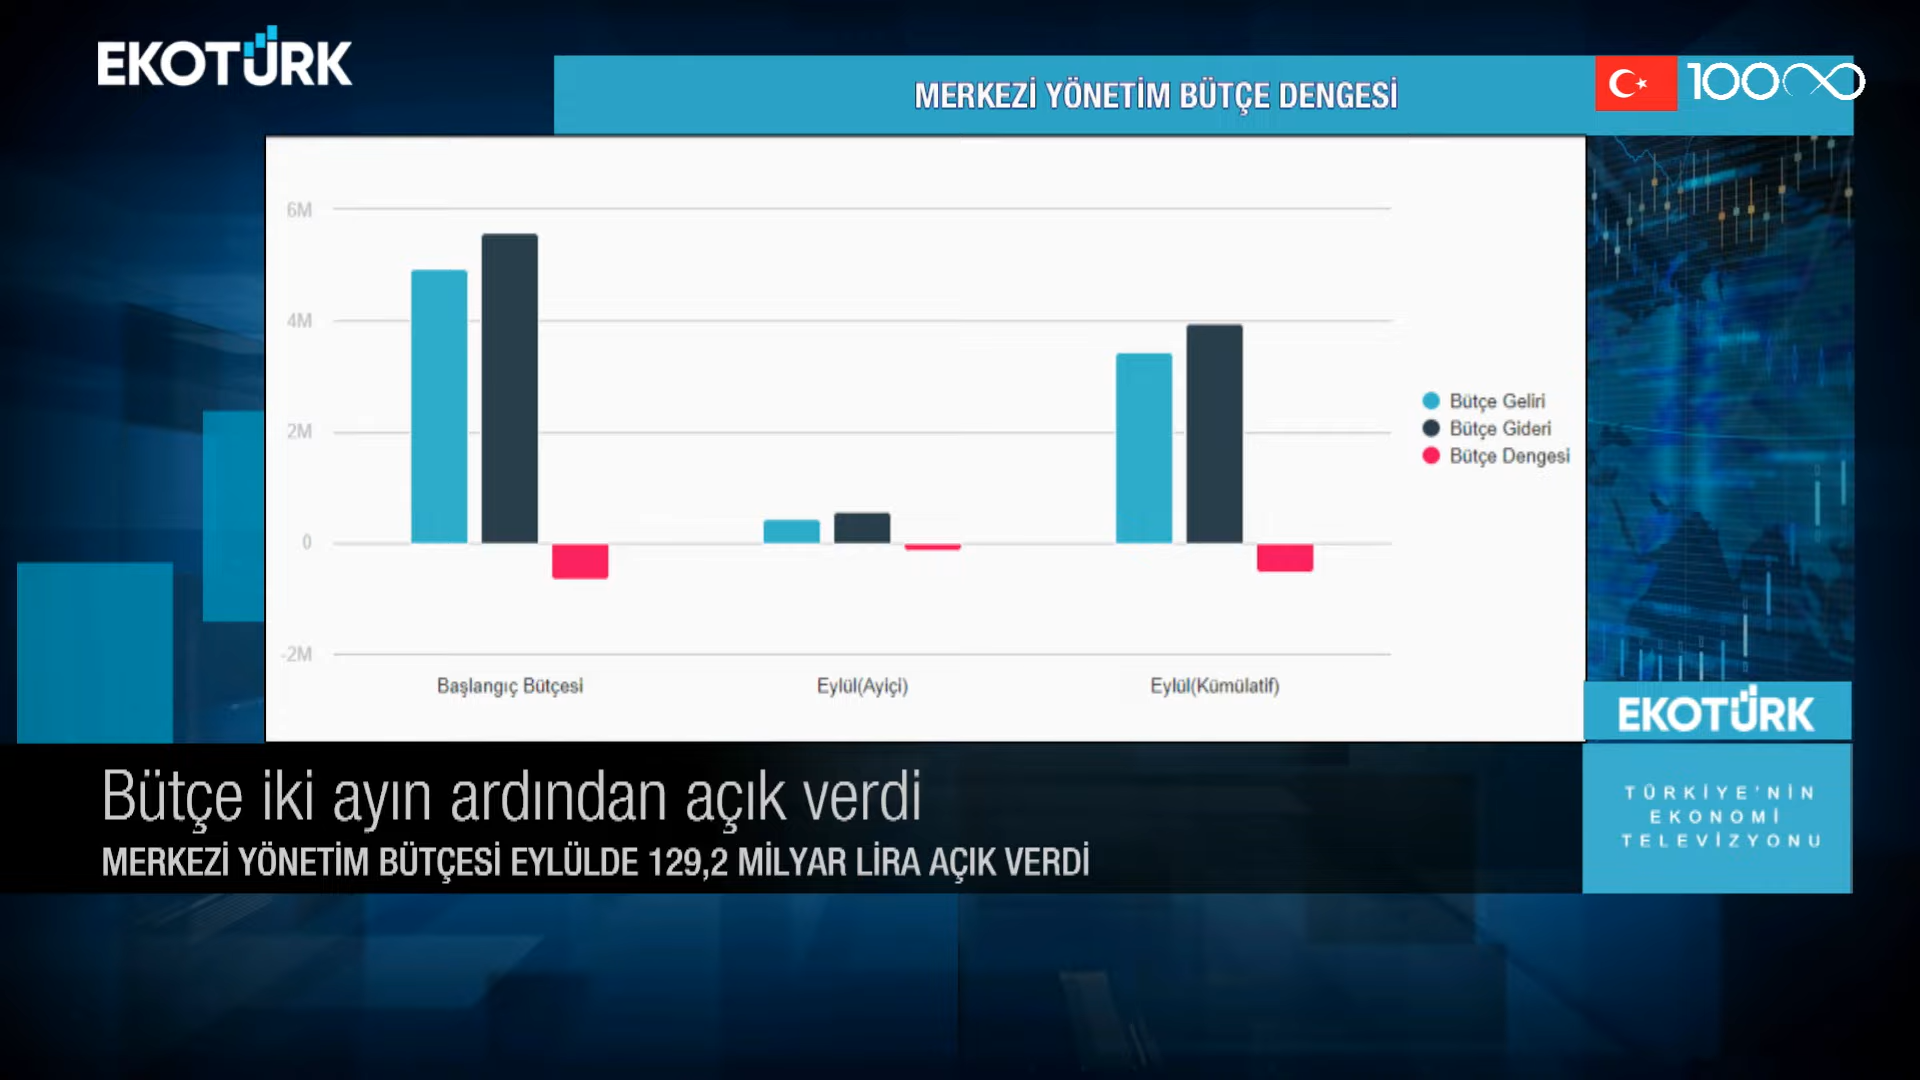 EKOTÜRK
MERKEZİ YÖNETİM BÜTÇE DENGESİ
100
6M
4M
2M
0
-2M
Başlangıç Bütçesi
Eylül(Ayiçi)
Eylül(Kümülatif)
Bütçe Geliri
Bütçe Gideri
Bütçe Dengesi
EKOTÜRK
TÜRKİYE'NİN
EKONOMİ
TELEVİZYONU
Bütçe iki ayın ardından açık verdi
MERKEZİ YÖNETİM BÜTÇESİ EYLÜLDE 129,2 MİLYAR LİRA AÇIK VERDİ